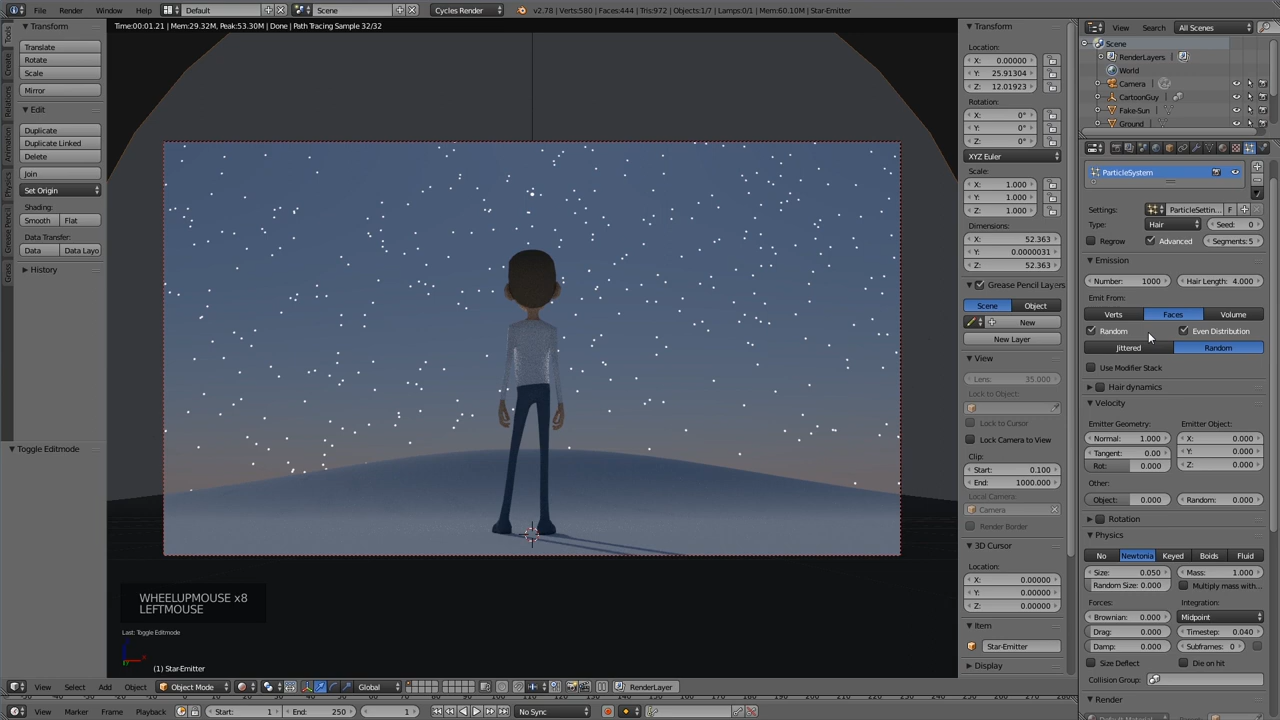 File Render Window Help Default Scene Cycles Render v2.78 | Verts:580 | Faces:444 | Tris:972 | Objects:1/7 | Lamps:0/1 | Mem:60.10M | Star-Emitter
Time:00:01.21 | Mem:29.32M, Peak:53.30M | Done | Path Tracing Sample 32/32
Tools
Create
Relations
Animation
Physics
Grease Pencil
Grass
Transform
Translate
Rotate
Scale
Mirror
Edit
Duplicate
Duplicate Linked
Delete
Join
Set Origin
Shading:
Smooth Flat
Data Transfer:
Data Data Layo
History
Toggle Editmode
WHEELUPMOUSE x8
LEFTMOUSE
Last: Toggle Editmode
(1) Star-Emitter
Transform
Location:
X: 0.00000
Y: 25.91304
Z: 12.01923
Rotation:
X: 0°
Y: 0°
Z: 0°
XYZ Euler
Scale:
X: 1.000
Y: 1.000
Z: 1.000
Dimensions:
X: 52.363
Y: 0.0000031
Z: 52.363
Grease Pencil Layers
Scene Object
New
New Layer
View
Lens: 35.000
Lock to Object:
Lock to Cursor
Lock Camera to View
Clip:
Start: 0.100
End: 1000.000
Local Camera:
Camera
Render Border
3D Cursor
Location:
X: 0.00000
Y: 0.00000
Z: 0.00000
Item
Star-Emitter
Display
View Search All Scenes
Scene
RenderLayers
World
Camera
CartoonGuy
Fake-Sun
Ground
ParticleSystem
Settings: ParticleSettin... F
Type: Hair Seed: 0
Regrow Advanced Segments: 5
Emission
Number: 1000 Hair Length: 4.000
Emit From:
Verts Faces Volume
Random Even Distribution
Jittered Random
Use Modifier Stack
Hair dynamics
Velocity
Emitter Geometry: Emitter Object:
Normal: 1.000 X: 0.000
Tangent: 0.00 Y: 0.000
Rot: 0.000 Z: 0.000
Other:
Object: 0.000 Random: 0.000
Rotation
Physics
No Newtonia Keyed Boids Fluid
Size: 0.050 Mass: 1.000
Random Size: 0.000 Multiply mass with...
Forces: Integration:
Brownian: 0.000 Midpoint
Drag: 0.000 Timestep: 0.040
Damp: 0.000 Subframes: 0
Size Deflect Die on hit
Collision Group:
Render
View Select Add Object Object Mode Global RenderLayer
View Marker Frame Playback Start: 1 End: 250 1 No Sync